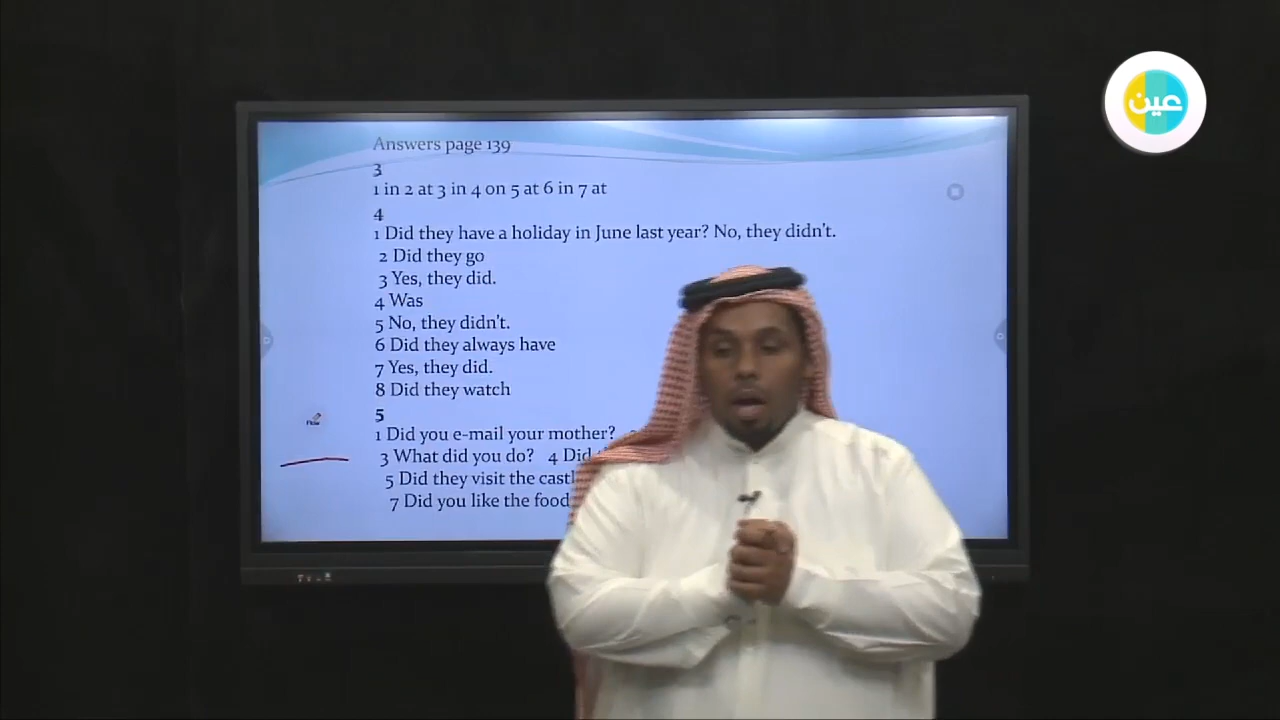 عين
Answers page 139
3
1 in 2 at 3 in 4 on 5 at 6 in 7 at
4
1 Did they have a holiday in June last year? No, they didn't.
2 Did they go
3 Yes, they did.
4 Was
5 No, they didn't.
6 Did they always have
7 Yes, they did.
8 Did they watch
5
1 Did you e-mail your mother?
3 What did you do? 4 Did
5 Did they visit the castl
7 Did you like the food